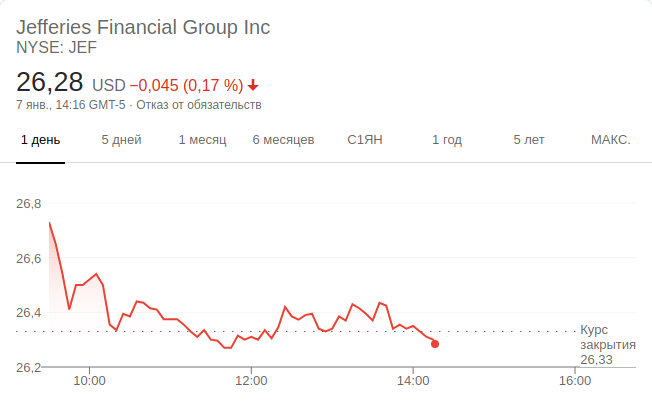 Jefferies Financial Group Inc
NYSE: JEF
26,28 USD −0,045 (0,17 %)
7 янв., 14:16 GMT-5 · Отказ от обязательств
1 день 5 дней 1 месяц 6 месяцев С1ЯН 1 год 5 лет МАКС.
26,8
26,6
26,4
Курс
закрытия
26,33
26,2
10:00 12:00 14:00 16:00